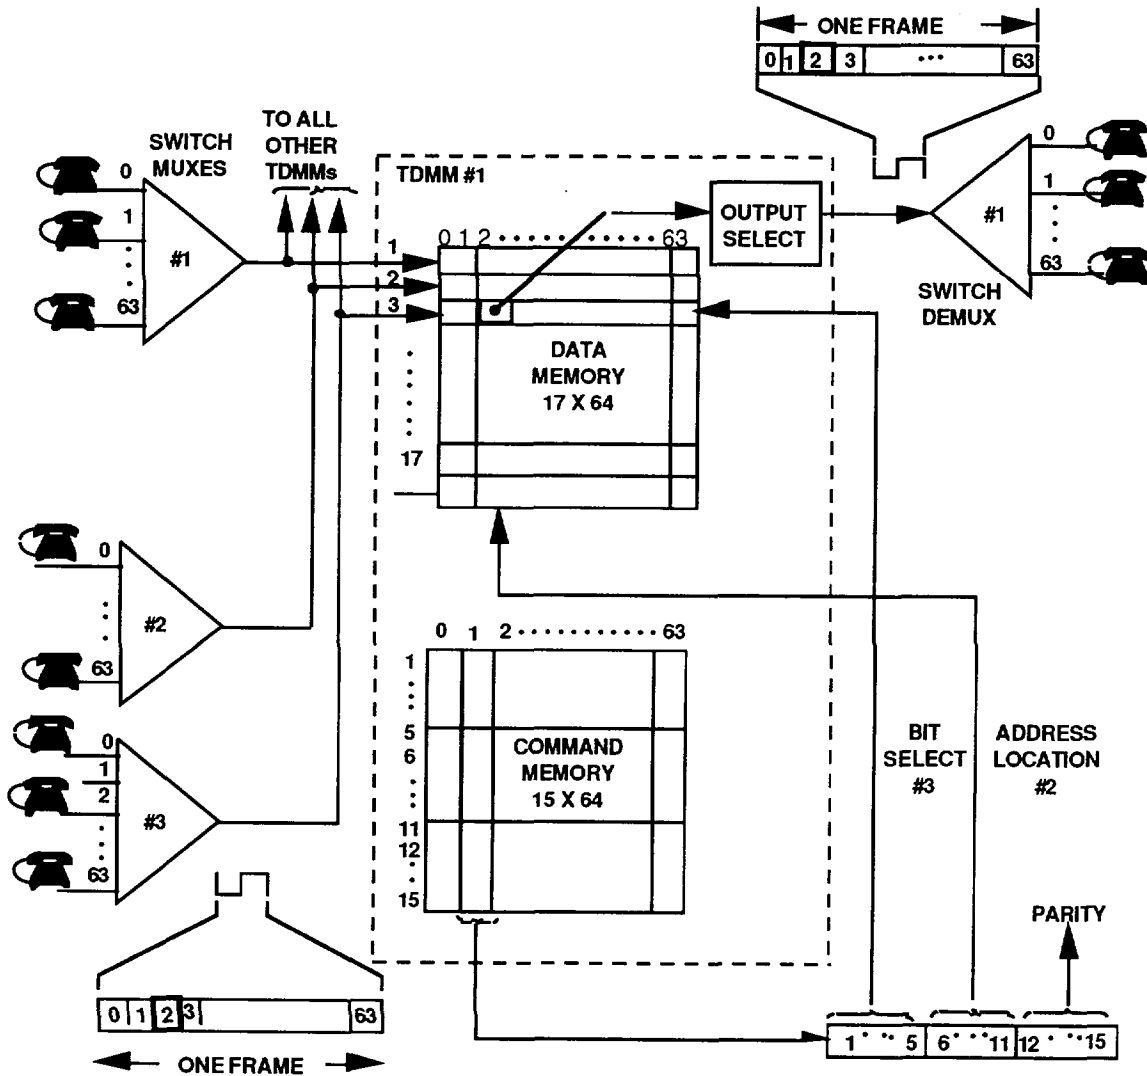 ONE FRAME
0 1 2 3 ... 63
TO ALL
OTHER
TDMMs
SWITCH
MUXES
0
1
63
#1
TDMM #1
0 1 2 ........... 63
1
2
3
17
DATA
MEMORY
17 X 64
OUTPUT
SELECT
#1
0
1
63
SWITCH
DEMUX
0
63
#2
0
1
2
63
#3
0 1 2 ........... 63
1
5
6
11
12
15
COMMAND
MEMORY
15 X 64
BIT
SELECT
#3
ADDRESS
LOCATION
#2
PARITY
0 1 2 3 63
ONE FRAME
1 ... 5 6 ... 11 12 ... 15